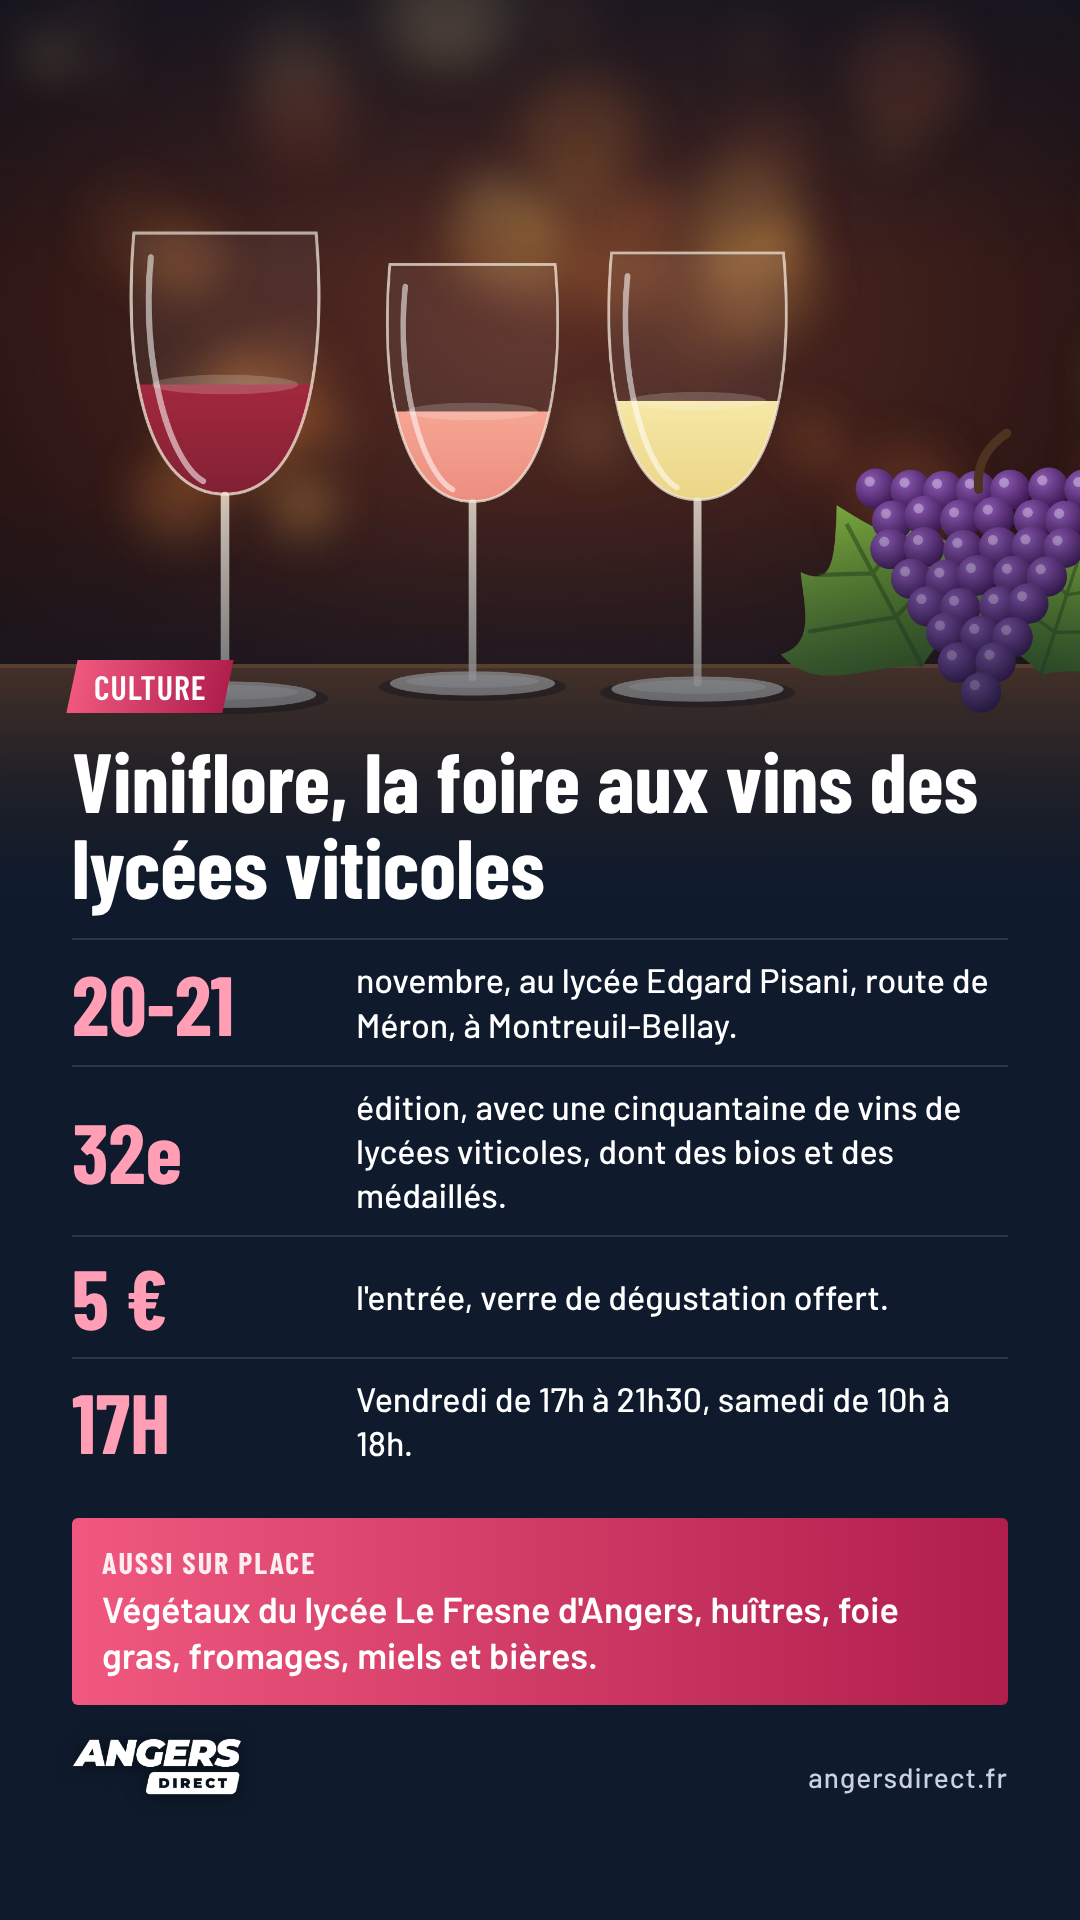 CULTURE
Viniflore, la foire aux vins des
lycées viticoles
20-21
novembre, au lycée Edgard Pisani, route de
Méron, à Montreuil-Bellay.
32e
édition, avec une cinquantaine de vins de
lycées viticoles, dont des bios et des
médaillés.
5 €
l'entrée, verre de dégustation offert.
17H
Vendredi de 17h à 21h30, samedi de 10h à
18h.
AUSSI SUR PLACE
Végétaux du lycée Le Fresne d'Angers, huîtres, foie
gras, fromages, miels et bières.
ANGERS
DIRECT
angersdirect.fr